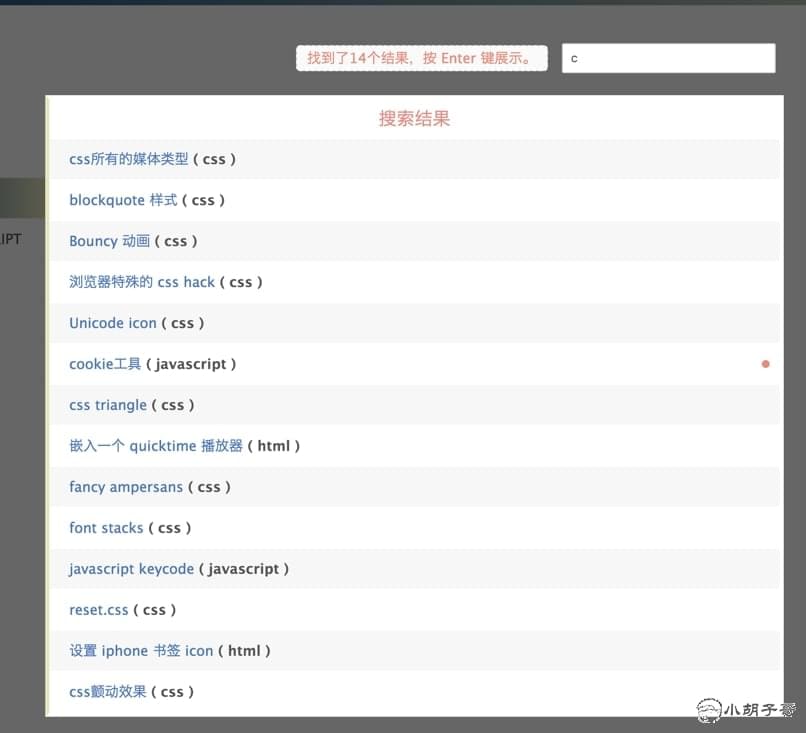 找到了14个结果，按 Enter 键展示。
c
搜索结果
css所有的媒体类型 ( css )
blockquote 样式 ( css )
Bouncy 动画 ( css )
IPT
浏览器特殊的 css hack ( css )
Unicode icon ( css )
cookie工具 ( javascript )
css triangle ( css )
嵌入一个 quicktime 播放器 ( html )
fancy ampersans ( css )
font stacks ( css )
javascript keycode ( javascript )
reset.css ( css )
设置 iphone 书签 icon ( html )
css颤动效果 ( css )
小胡子哥